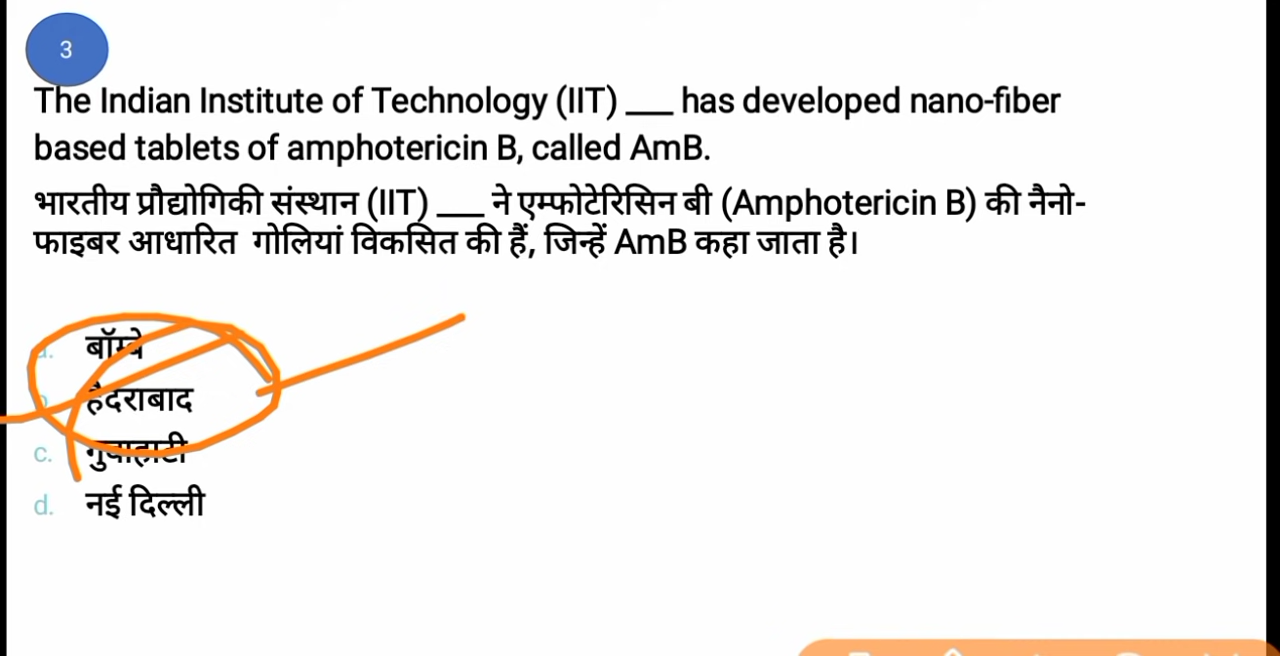 3
The Indian Institute of Technology (IIT) ___ has developed nano-fiber
based tablets of amphotericin B, called AmB.
भारतीय प्रौद्योगिकी संस्थान (IIT) ___ ने एम्फोटेरिसिन बी (Amphotericin B) की नैनो-
फाइबर आधारित गोलियां विकसित की हैं, जिन्हें AmB कहा जाता है।
a. बॉम्बे
b. हैदराबाद
c. गुवाहाटी
d. नई दिल्ली